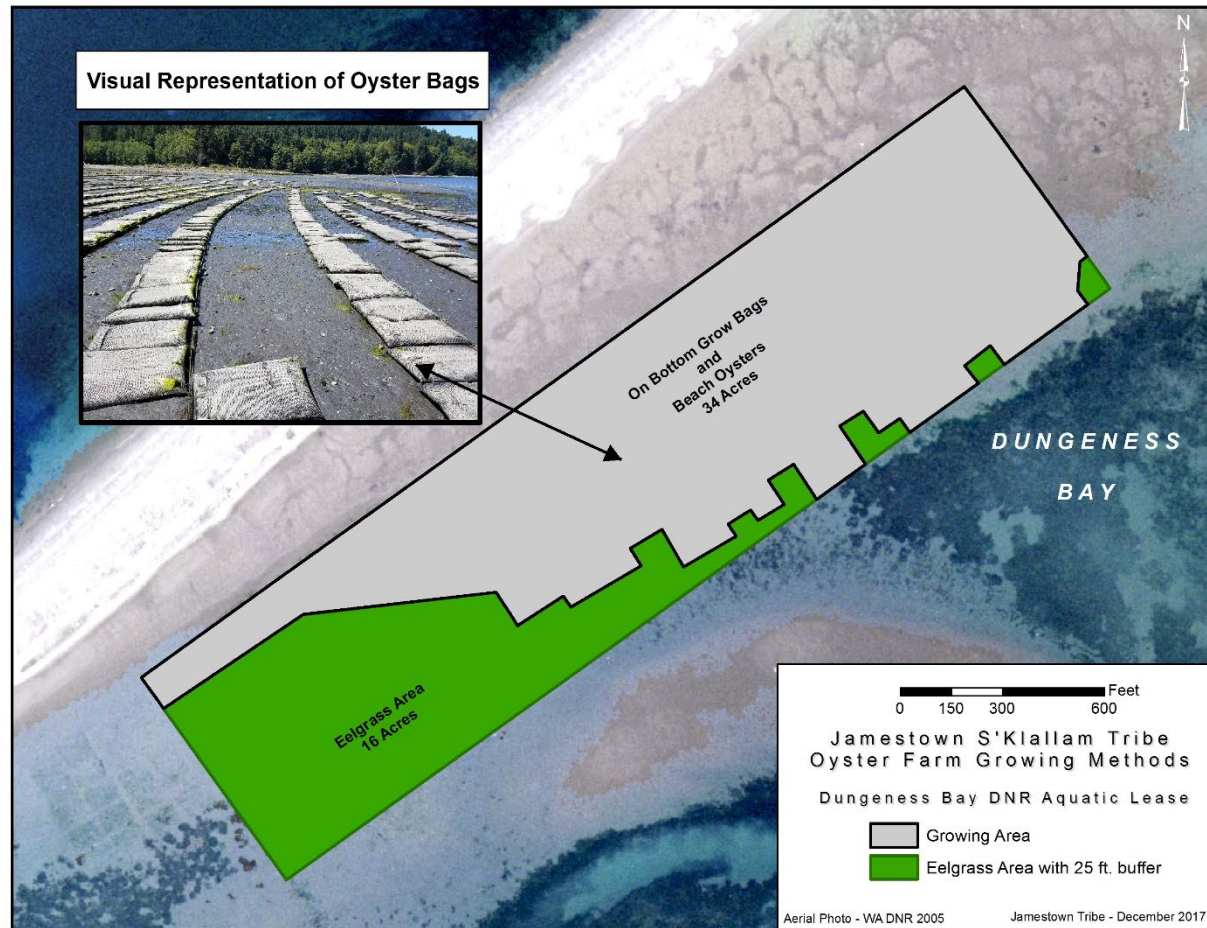 Visual Representation of Oyster Bags
N
On Bottom Grow Bags
and
Beach Oysters
34 Acres
DUNGENESS
BAY
Eelgrass Area
16 Acres
Feet
0 150 300 600
Jamestown S'Klallam Tribe
Oyster Farm Growing Methods
Dungeness Bay DNR Aquatic Lease
Growing Area
Eelgrass Area with 25 ft. buffer
Aerial Photo - WA DNR 2005
Jamestown Tribe - December 2017